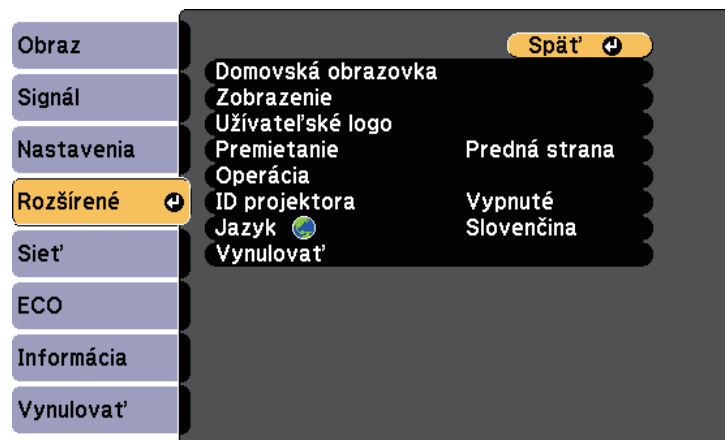 Obraz
Signál
Nastavenia
Rozšírené
Sieť
ECO
Informácia
Vynulovať
Späť
Domovská obrazovka
Zobrazenie
Užívateľské logo
Premietanie Predná strana
Operácia
ID projektora Vypnuté
Jazyk Slovenčina
Vynulovať